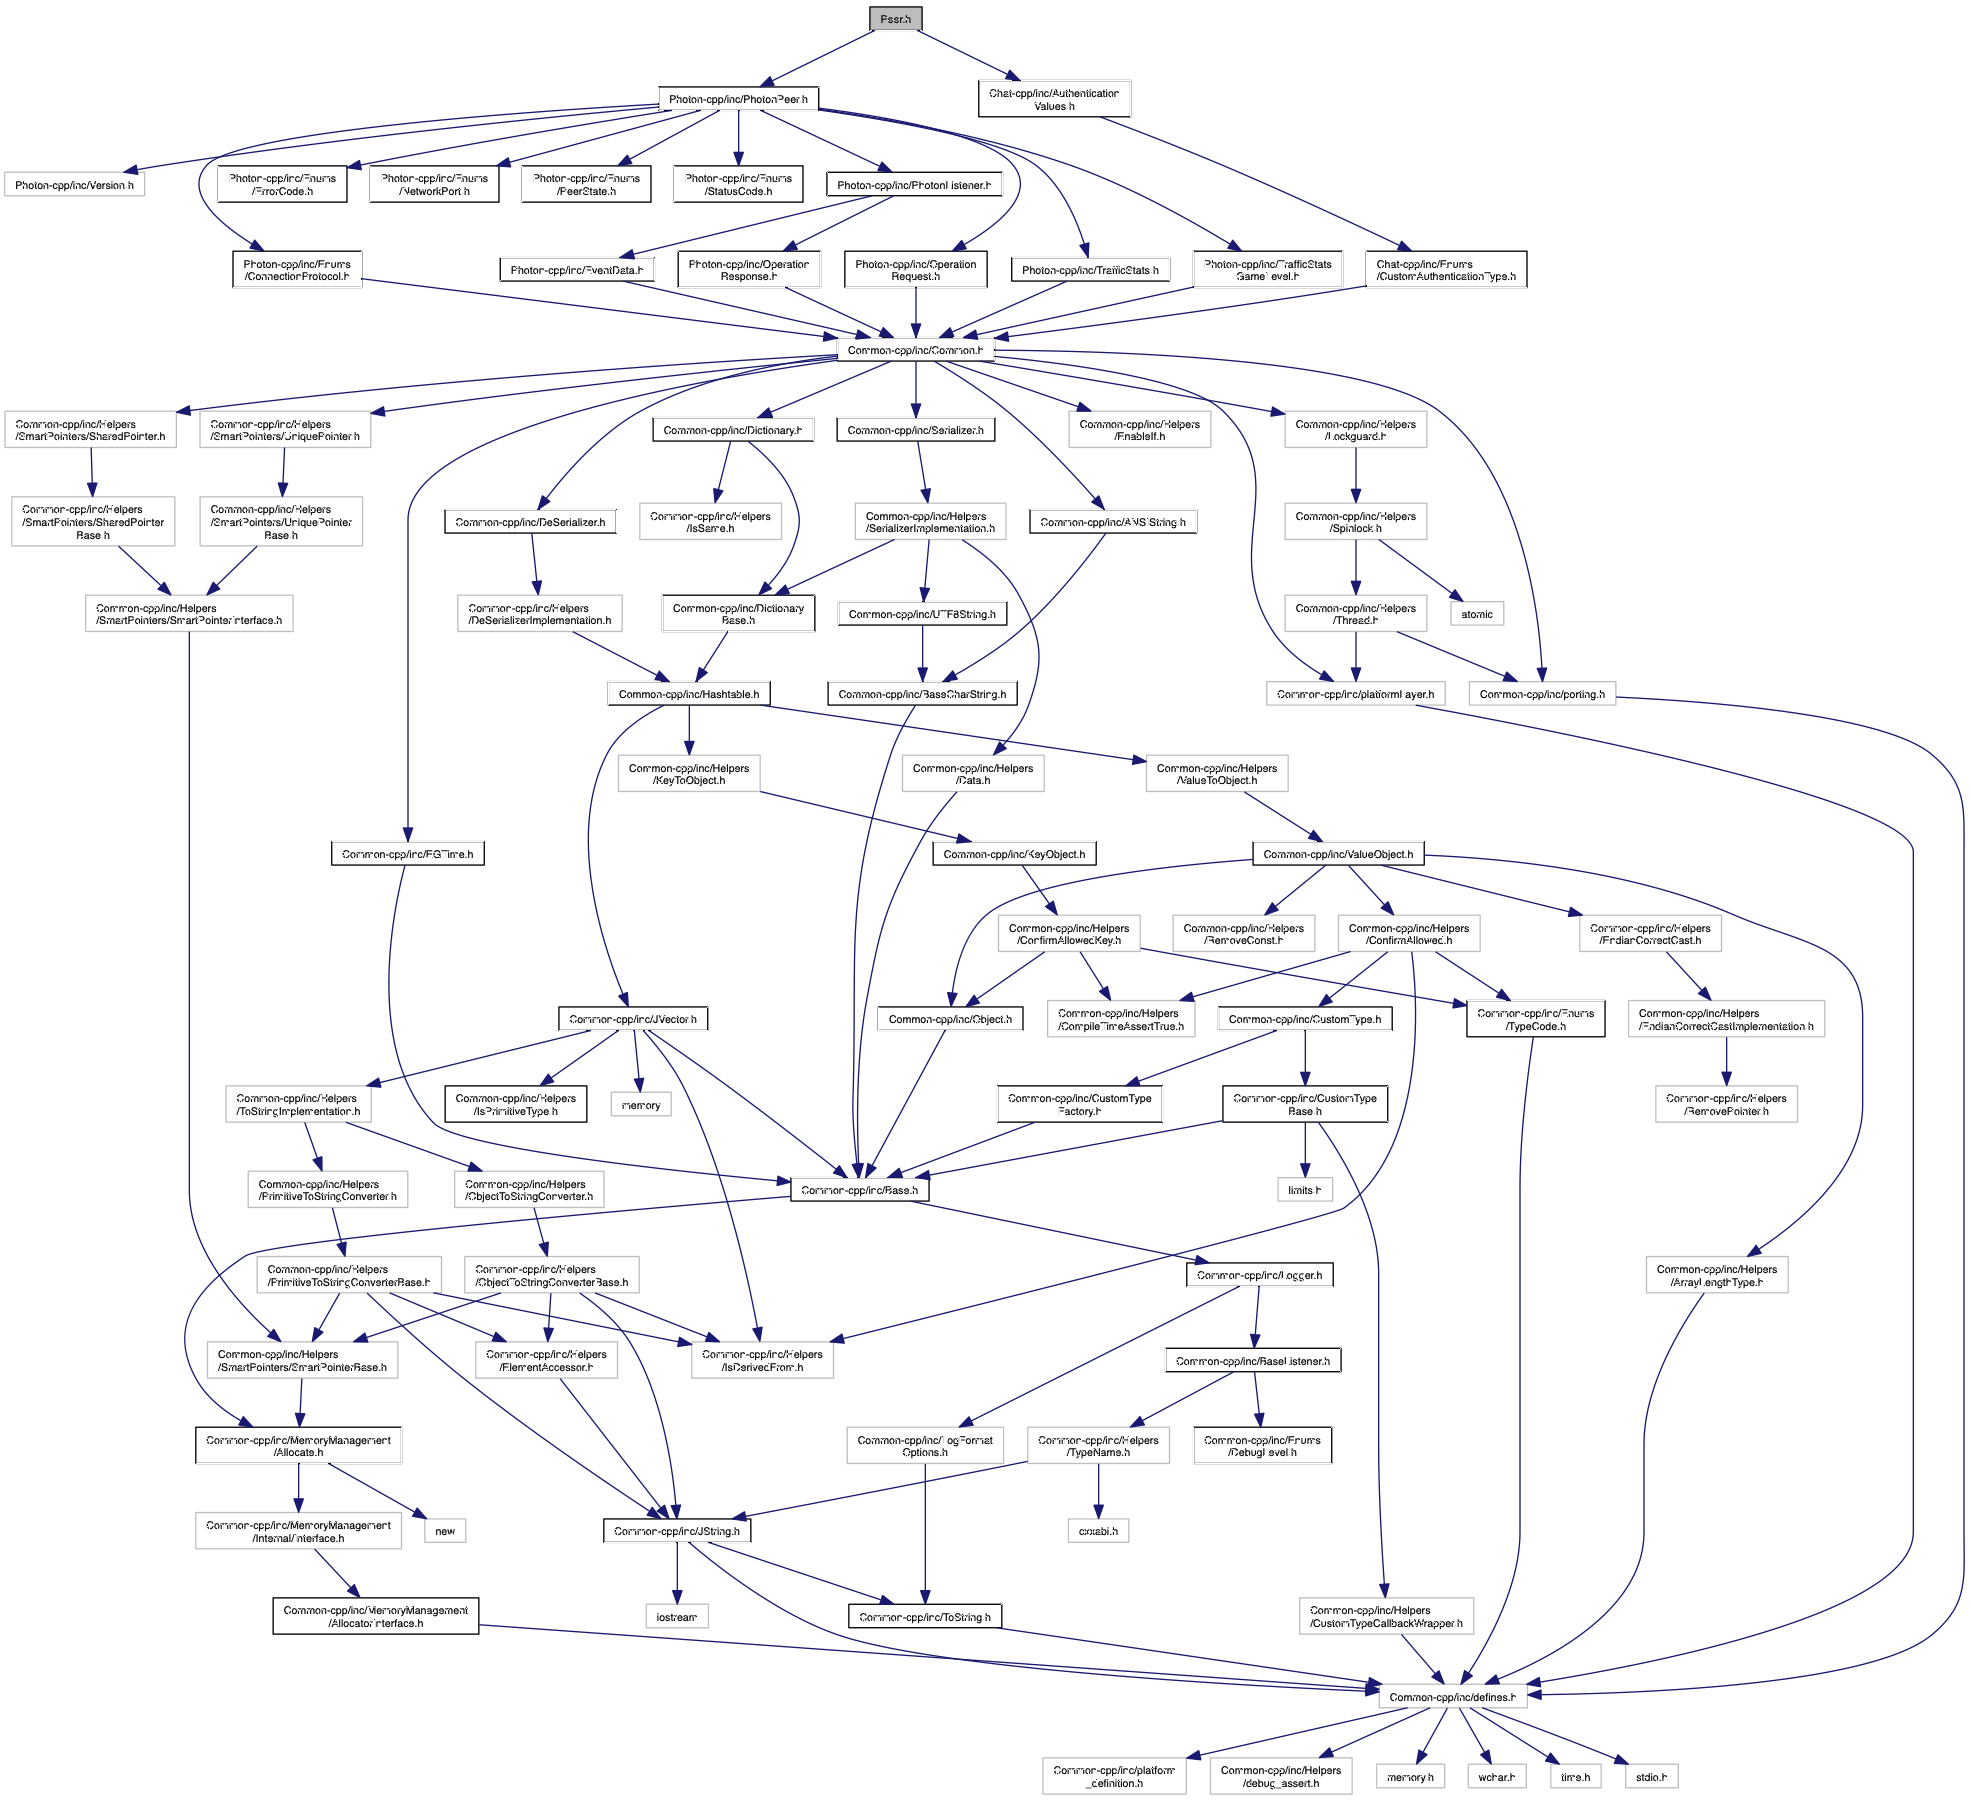 Pssr.h
Photon-cpp/inc/PhotonPeer.h
Chat-cpp/inc/Authentication
Values.h
Photon-cpp/inc/Version.h
Photon-cpp/inc/Enums
/ErrorCode.h
Photon-cpp/inc/Enums
/NetworkPort.h
Photon-cpp/inc/Enums
/PeerState.h
Photon-cpp/inc/Enums
/StatusCode.h
Photon-cpp/inc/PhotonListener.h
Photon-cpp/inc/Enums
/ConnectionProtocol.h
Photon-cpp/inc/EventData.h
Photon-cpp/inc/Operation
Response.h
Photon-cpp/inc/Operation
Request.h
Photon-cpp/inc/TrafficStats.h
Photon-cpp/inc/TrafficStats
GameLevel.h
Chat-cpp/inc/Enums
/CustomAuthenticationType.h
Common-cpp/inc/Common.h
Common-cpp/inc/Helpers
/SmartPointers/SharedPointer.h
Common-cpp/inc/Helpers
/SmartPointers/UniquePointer.h
Common-cpp/inc/Dictionary.h
Common-cpp/inc/Serializer.h
Common-cpp/inc/Helpers
/EnableIf.h
Common-cpp/inc/Helpers
/Lockguard.h
Common-cpp/inc/Helpers
/SmartPointers/SharedPointer
Base.h
Common-cpp/inc/Helpers
/SmartPointers/UniquePointer
Base.h
Common-cpp/inc/DeSerializer.h
Common-cpp/inc/Helpers
/IsSame.h
Common-cpp/inc/Helpers
/SerializerImplementation.h
Common-cpp/inc/ANSIString.h
Common-cpp/inc/Helpers
/Spinlock.h
Common-cpp/inc/Helpers
/SmartPointers/SmartPointerInterface.h
Common-cpp/inc/Helpers
/DeSerializerImplementation.h
Common-cpp/inc/Dictionary
Base.h
Common-cpp/inc/UTF8String.h
Common-cpp/inc/Helpers
/Thread.h
atomic
Common-cpp/inc/Hashtable.h
Common-cpp/inc/BaseCharString.h
Common-cpp/inc/platformLayer.h
Common-cpp/inc/porting.h
Common-cpp/inc/Helpers
/KeyToObject.h
Common-cpp/inc/Helpers
/Data.h
Common-cpp/inc/Helpers
/ValueToObject.h
Common-cpp/inc/EGTime.h
Common-cpp/inc/KeyObject.h
Common-cpp/inc/ValueObject.h
Common-cpp/inc/Helpers
/ConfirmAllowedKey.h
Common-cpp/inc/Helpers
/RemoveConst.h
Common-cpp/inc/Helpers
/ConfirmAllowed.h
Common-cpp/inc/Helpers
/EndianCorrectCast.h
Common-cpp/inc/JVector.h
Common-cpp/inc/Object.h
Common-cpp/inc/Helpers
/CompileTimeAssertTrue.h
Common-cpp/inc/CustomType.h
Common-cpp/inc/Enums
/TypeCode.h
Common-cpp/inc/Helpers
/EndianCorrectCastImplementation.h
Common-cpp/inc/Helpers
/ToStringImplementation.h
Common-cpp/inc/Helpers
/IsPrimitiveType.h
memory
Common-cpp/inc/CustomType
Factory.h
Common-cpp/inc/CustomType
Base.h
Common-cpp/inc/Helpers
/RemovePointer.h
Common-cpp/inc/Helpers
/PrimitiveToStringConverter.h
Common-cpp/inc/Helpers
/ObjectToStringConverter.h
Common-cpp/inc/Base.h
limits.h
Common-cpp/inc/Helpers
/PrimitiveToStringConverterBase.h
Common-cpp/inc/Helpers
/ObjectToStringConverterBase.h
Common-cpp/inc/Logger.h
Common-cpp/inc/Helpers
/ArrayLengthType.h
Common-cpp/inc/Helpers
/SmartPointers/SmartPointerBase.h
Common-cpp/inc/Helpers
/ElementAccessor.h
Common-cpp/inc/Helpers
/IsDerivedFrom.h
Common-cpp/inc/BaseListener.h
Common-cpp/inc/MemoryManagement
/Allocate.h
Common-cpp/inc/LogFormat
Options.h
Common-cpp/inc/Helpers
/TypeName.h
Common-cpp/inc/Enums
/DebugLevel.h
Common-cpp/inc/MemoryManagement
/Internal/Interface.h
new
Common-cpp/inc/JString.h
cxxabi.h
Common-cpp/inc/MemoryManagement
/AllocatorInterface.h
iostream
Common-cpp/inc/ToString.h
Common-cpp/inc/Helpers
/CustomTypeCallbackWrapper.h
Common-cpp/inc/defines.h
Common-cpp/inc/platform
_definition.h
Common-cpp/inc/Helpers
/debug_assert.h
memory.h
wchar.h
time.h
stdio.h